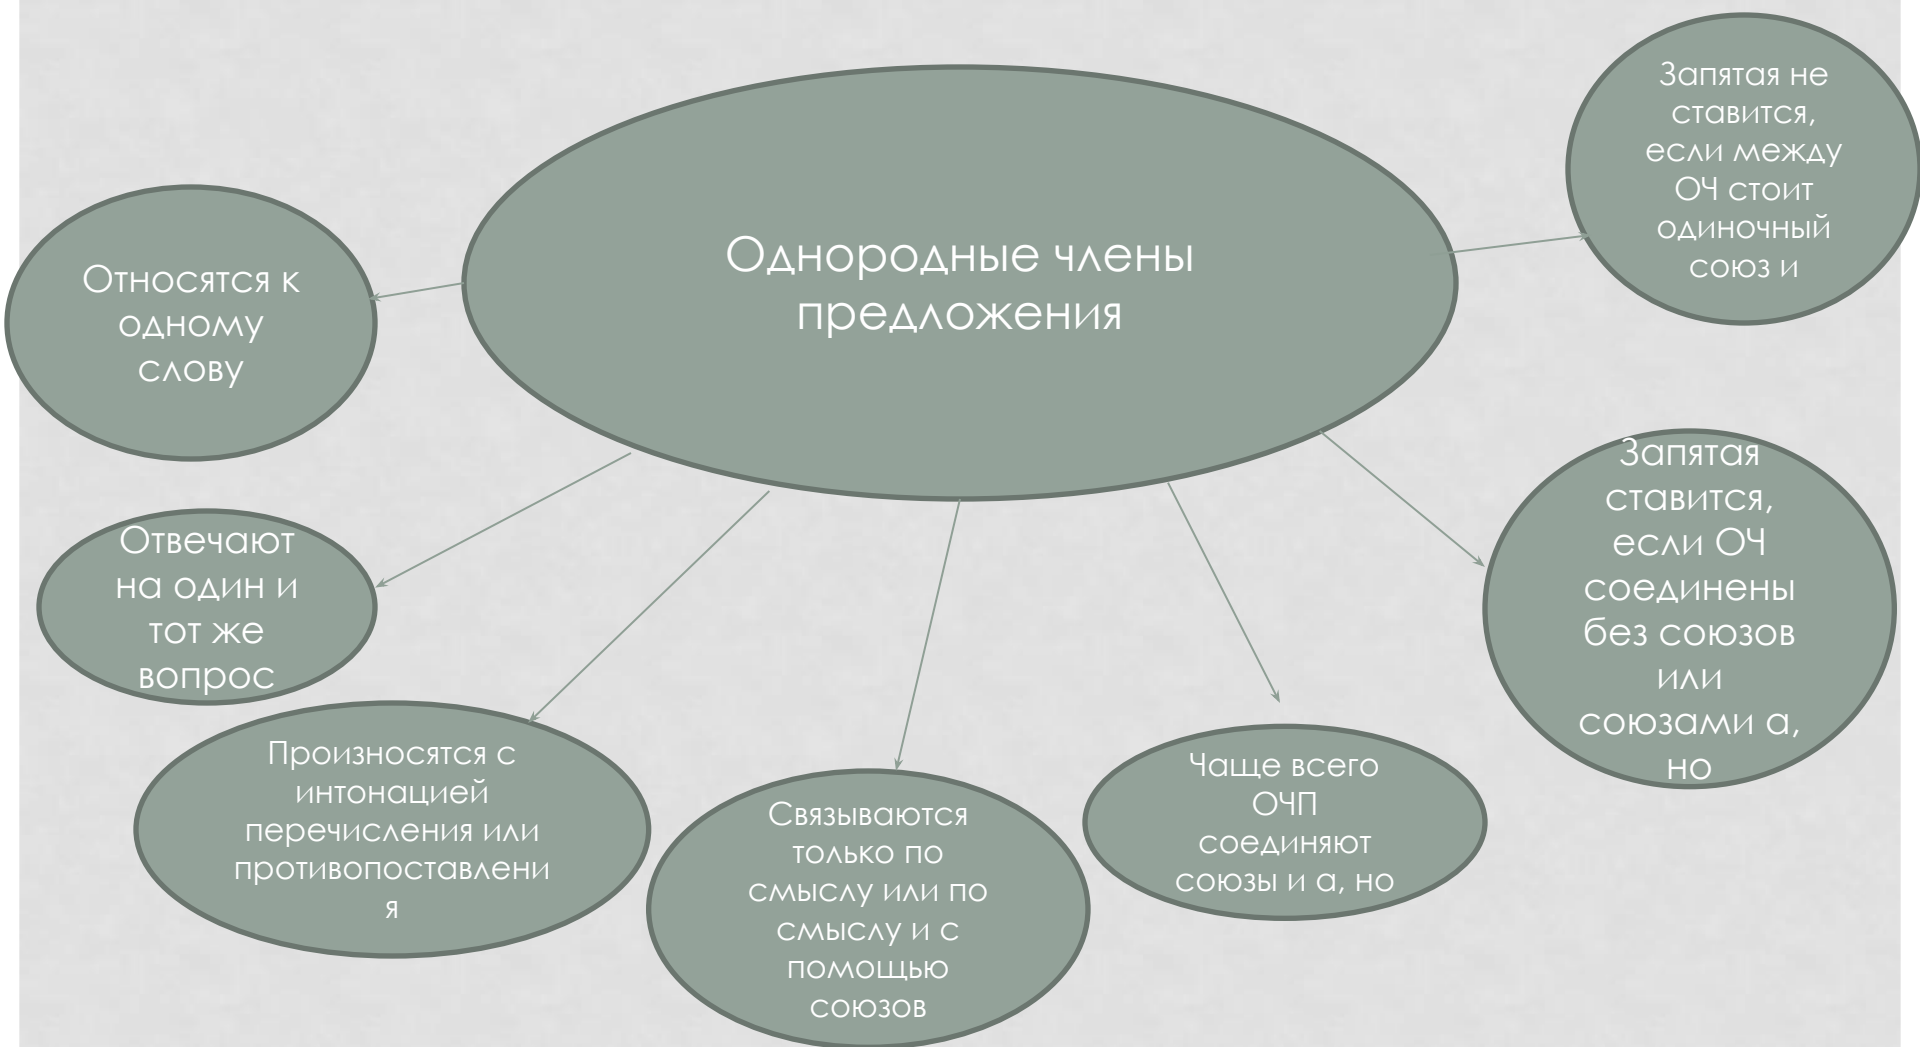 Однородные члены
предложения
Запятая не
ставится,
если между
ОЧ стоит
одиночный
союз и
Относятся к
одному
слову
Запятая
ставится,
если ОЧ
соединены
без союзов
или
союзами а,
но
Отвечают
на один и
тот же
вопрос
Произносятся с
интонацией
перечисления или
противопоставлени
я
Связываются
только по
смыслу или по
смыслу и с
помощью
союзов
Чаще всего
ОЧП
соединяют
союзы и а, но